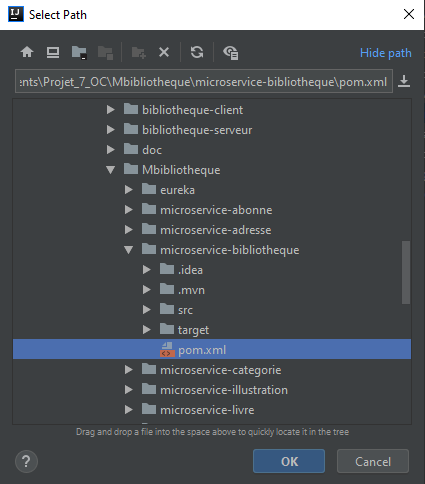 IJ Select Path
Hide path
ents\Projet_7_OC\Mbibliotheque\microservice-bibliotheque\pom.xml
bibliotheque-client
bibliotheque-serveur
doc
Mbibliotheque
eureka
microservice-abonne
microservice-adresse
microservice-bibliotheque
.idea
.mvn
src
target
pom.xml
microservice-categorie
microservice-illustration
microservice-livre
Drag and drop a file into the space above to quickly locate it in the tree
? OK Cancel